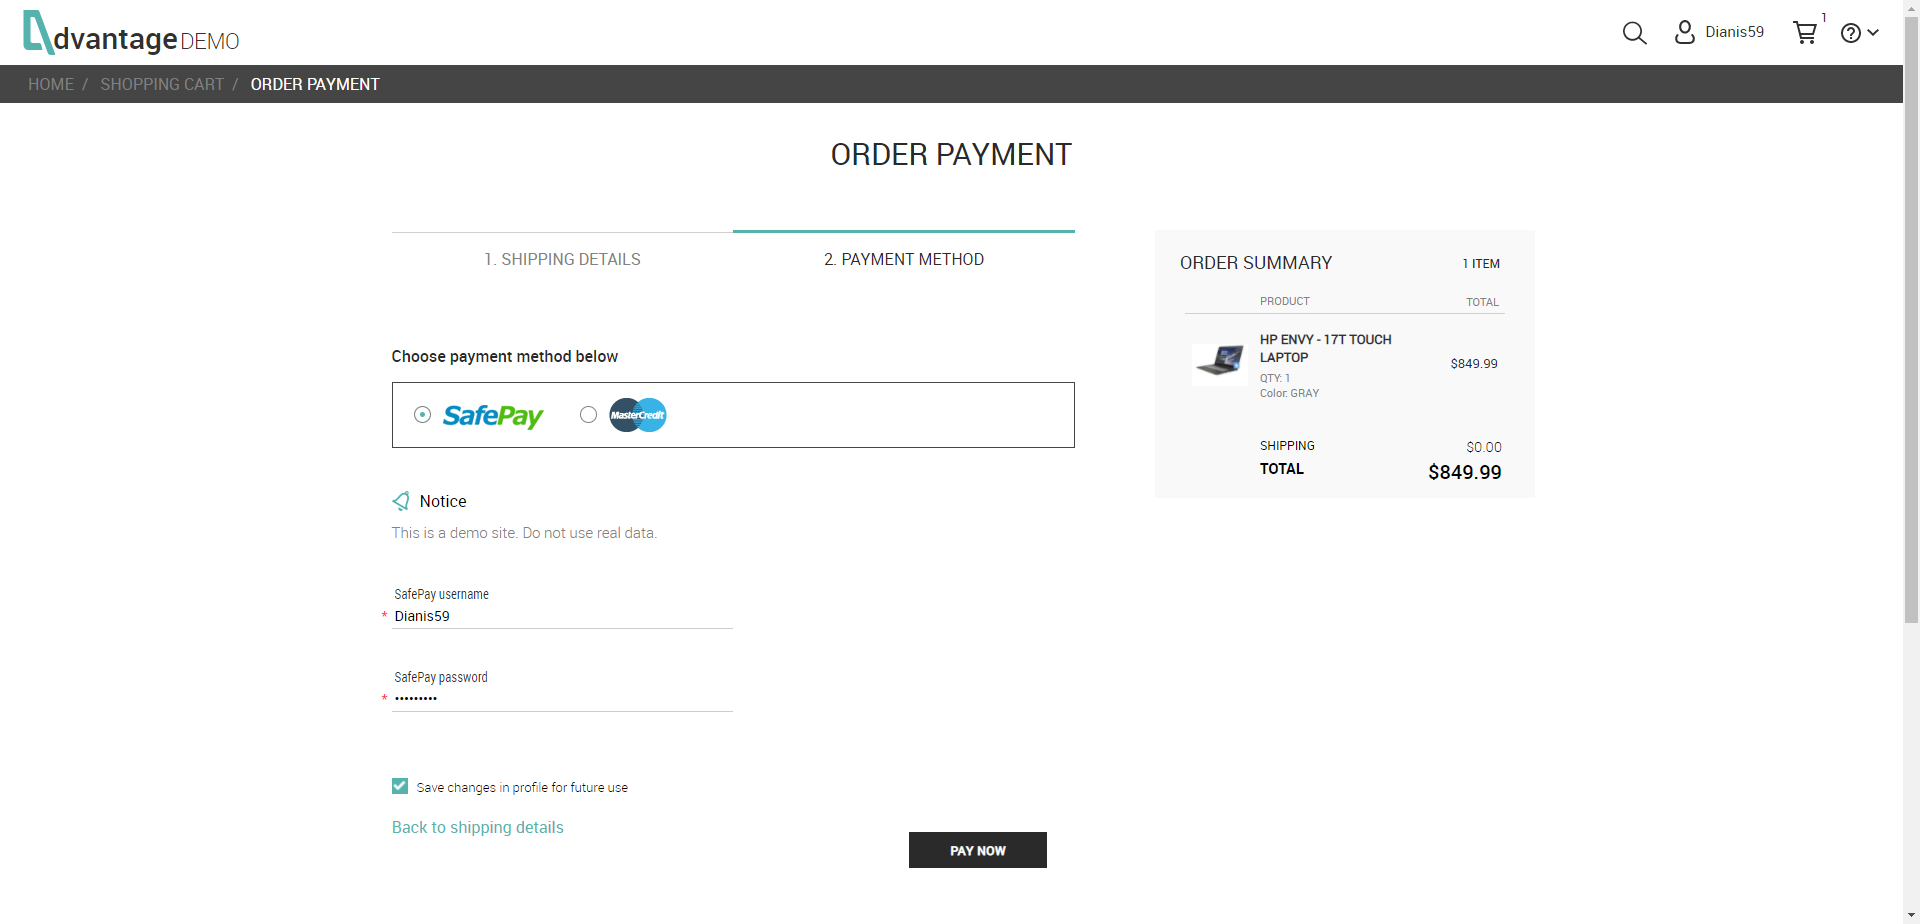 dvantage DEMO
Dianis59
1
HOME / SHOPPING CART / ORDER PAYMENT
ORDER PAYMENT
1. SHIPPING DETAILS
2. PAYMENT METHOD
Choose payment method below
SafePay
MasterCredit
Notice
This is a demo site. Do not use real data.
SafePay username
* Dianis59
SafePay password
* •••••••••
Save changes in profile for future use
Back to shipping details
PAY NOW
ORDER SUMMARY
1 ITEM
PRODUCT
TOTAL
HP ENVY - 17T TOUCH
LAPTOP
$849.99
QTY: 1
Color: GRAY
SHIPPING
$0.00
TOTAL
$849.99